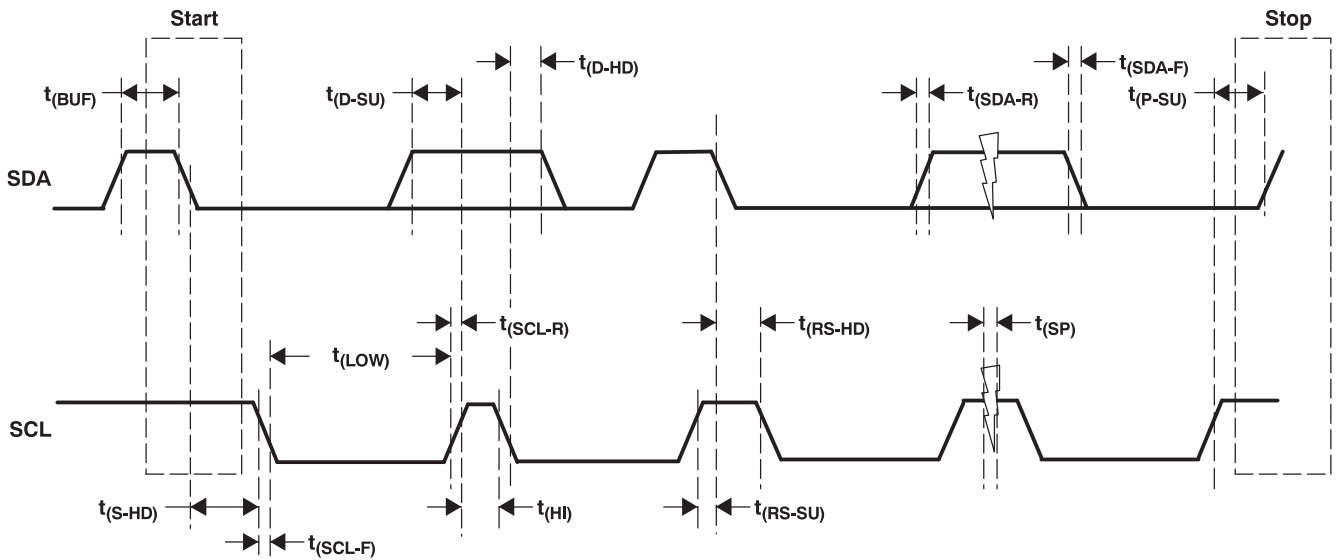 Start
Stop
t(BUF)
t(D-SU)
t(D-HD)
t(SDA-R)
t(SDA-F)
t(P-SU)
SDA
t(LOW)
t(SCL-R)
t(RS-HD)
t(SP)
SCL
t(S-HD)
t(SCL-F)
t(HI)
t(RS-SU)